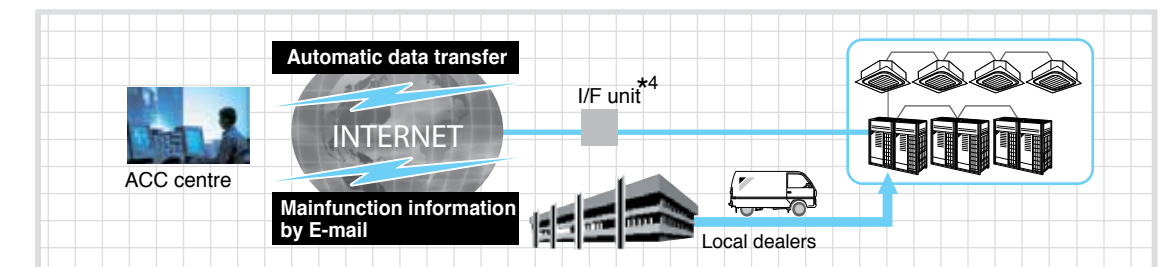 Automatic data transfer
I/F unit*4
INTERNET
ACC centre
Mainfunction information
by E-mail
Local dealers